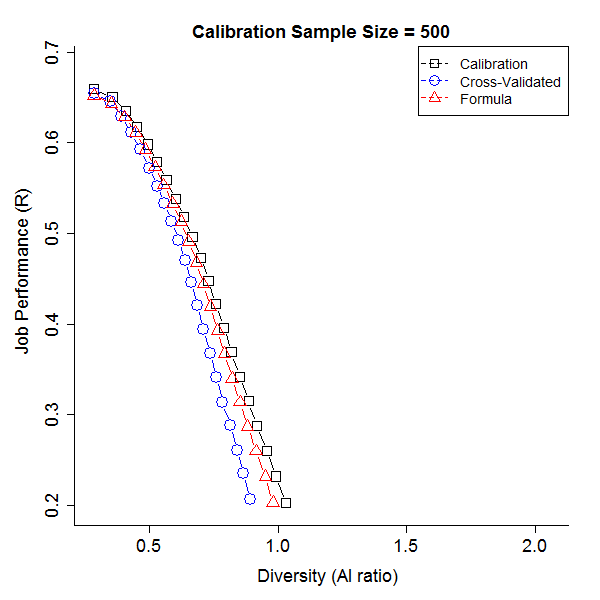 Calibration Sample Size = 500
Calibration
Cross-Validated
Formula
Job Performance (R)
0.7
0.6
0.5
0.4
0.3
0.2
0.5
1.0
1.5
2.0
Diversity (AI ratio)